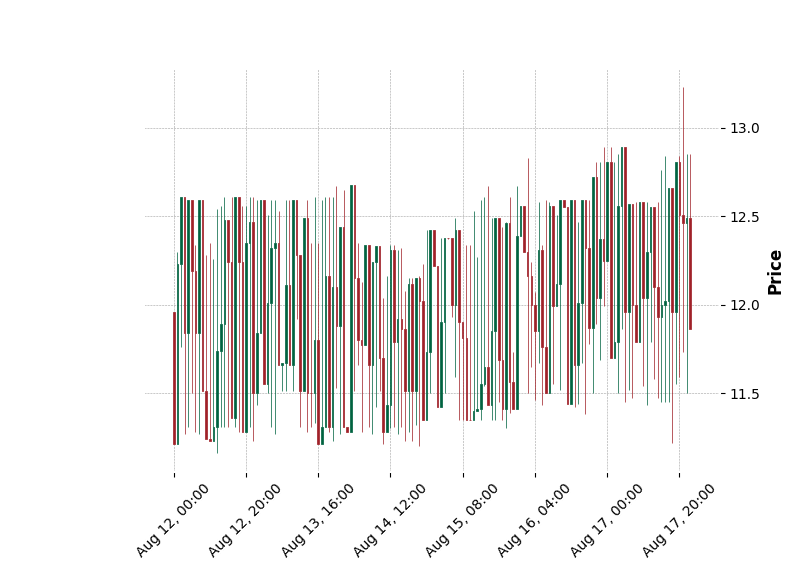 13.0
12.5
12.0
11.5
Price
Aug 12, 00:00
Aug 12, 20:00
Aug 13, 16:00
Aug 14, 12:00
Aug 15, 08:00
Aug 16, 04:00
Aug 17, 00:00
Aug 17, 20:00